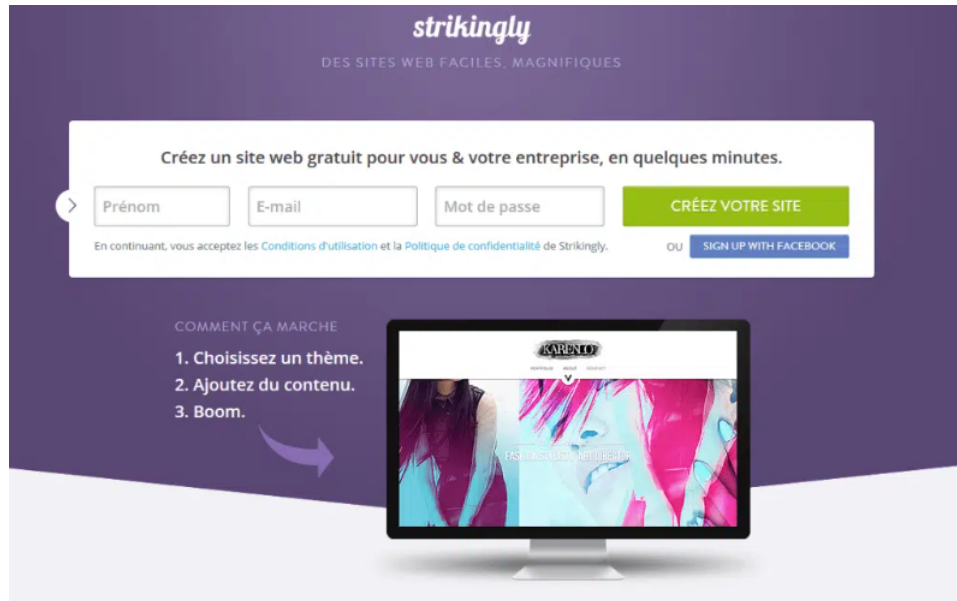 strikingly
DES SITES WEB FACILES, MAGNIFIQUES
Créez un site web gratuit pour vous & votre entreprise, en quelques minutes.
Prénom E-mail Mot de passe CRÉEZ VOTRE SITE
En continuant, vous acceptez les Conditions d'utilisation et la Politique de confidentialité de Strikingly. OU SIGN UP WITH FACEBOOK
COMMENT ÇA MARCHE
1. Choisissez un thème.
2. Ajoutez du contenu.
3. Boom.
PORTFOLIO ABOUT CONTACT